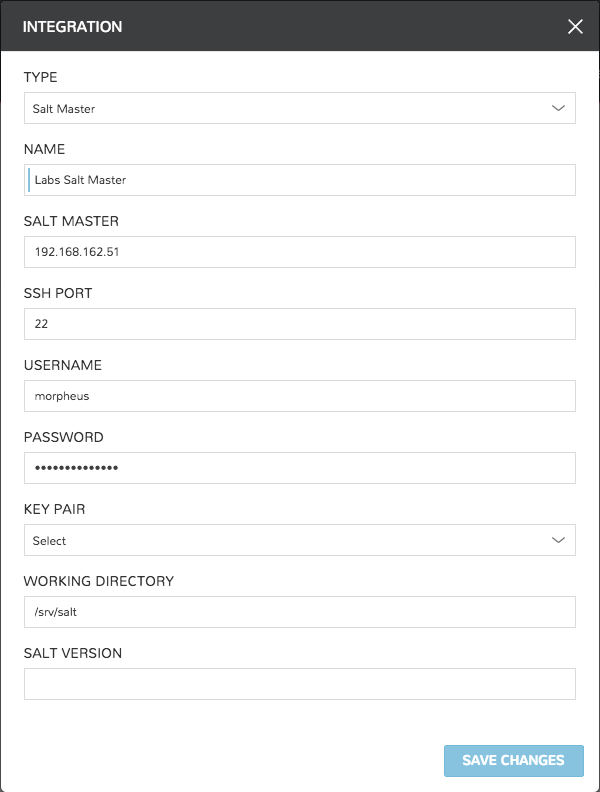 INTEGRATION
TYPE
Salt Master
NAME
Labs Salt Master
SALT MASTER
192.168.162.51
SSH PORT
22
USERNAME
morpheus
PASSWORD
••••••••••••••
KEY PAIR
Select
WORKING DIRECTORY
/srv/salt
SALT VERSION
SAVE CHANGES